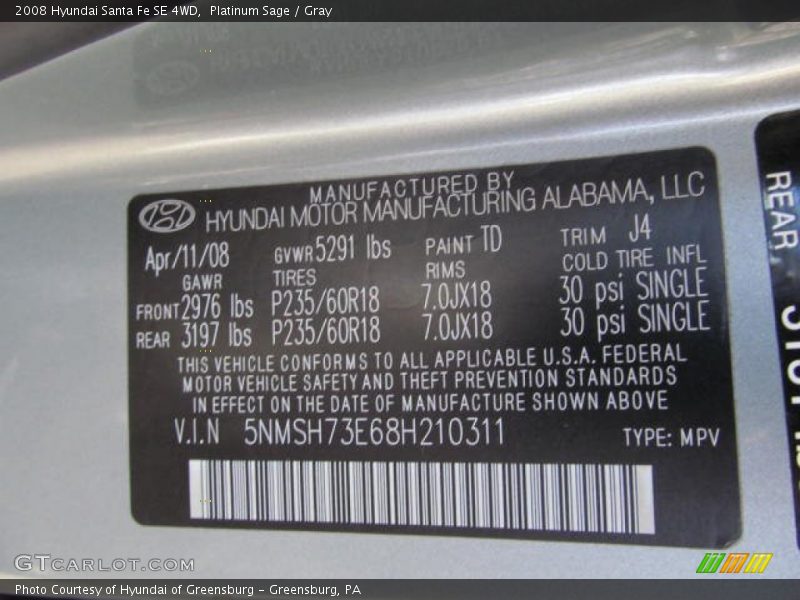 2008 Hyundai Santa Fe SE 4WD, Platinum Sage / Gray
MANUFACTURED BY
HYUNDAI MOTOR MANUFACTURING ALABAMA, LLC
Apr/11/08 GVWR 5291 lbs PAINT TD TRIM J4
GAWR TIRES RIMS COLD TIRE INFL
FRONT 2976 lbs P235/60R18 7.0JX18 30 psi SINGLE
REAR 3197 lbs P235/60R18 7.0JX18 30 psi SINGLE
THIS VEHICLE CONFORMS TO ALL APPLICABLE U.S.A. FEDERAL
MOTOR VEHICLE SAFETY AND THEFT PREVENTION STANDARDS
IN EFFECT ON THE DATE OF MANUFACTURE SHOWN ABOVE
V.I.N 5NMSH73E68H210311 TYPE: MPV
REAR
GTCARLOT.COM
Photo Courtesy of Hyundai of Greensburg - Greensburg, PA